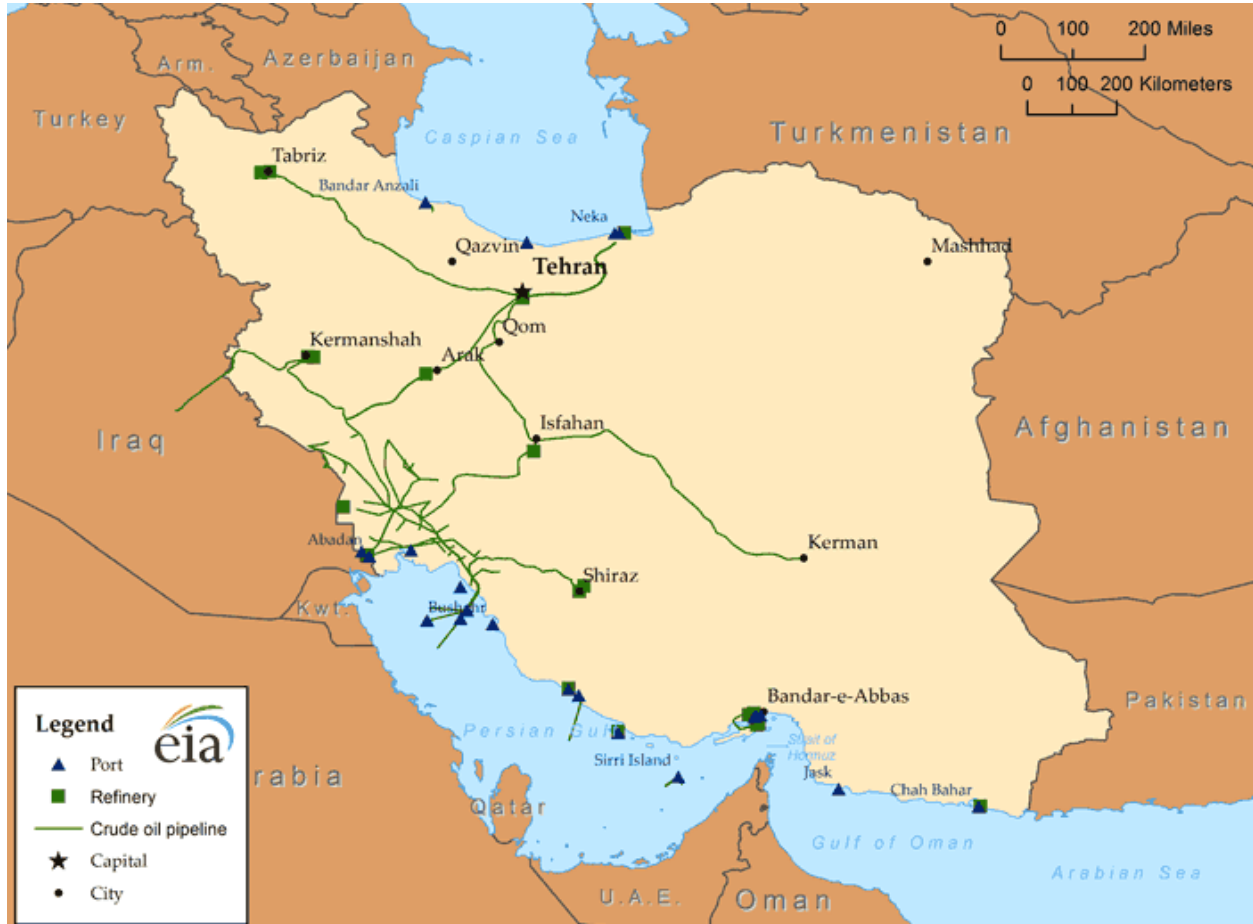 0 100 200 Miles
0 100 200 Kilometers
Arm.
Azerbaijan
Turkey
Caspian Sea
Turkmenistan
Tabriz
Bandar Anzali
Neka
Qazvin
Mashhad
Tehran
Qom
Kermanshah
Arak
Iraq
Isfahan
Afghanistan
Abadan
Kerman
Shiraz
Kwt.
Bushehr
Pakistan
Bandar-e-Abbas
Persian Gulf
Strait of
Hormuz
Sirri Island
Jask
Chah Bahar
rabia
Qatar
Gulf of Oman
Arabian Sea
U.A.E.
Oman
Legend
eia
Port
Refinery
Crude oil pipeline
Capital
City